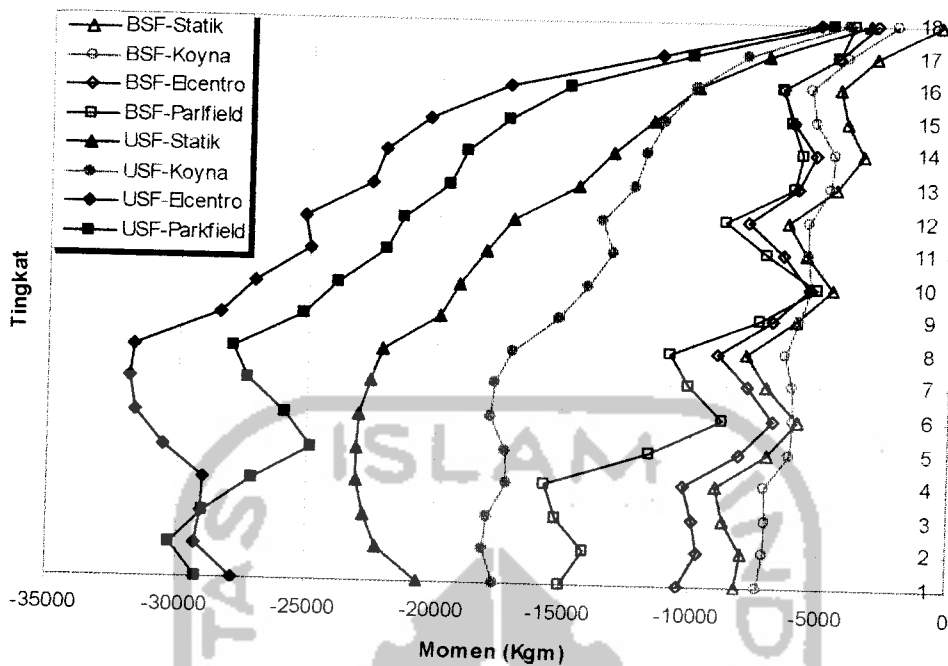 BSF-Statik
BSF-Koyna
BSF-Elcentro
BSF-Parlfield
USF-Statik
USF-Koyna
USF-Elcentro
USF-Parkfield
Tingkat
18
17
16
15
14
13
12
11
10
9
8
7
6
5
4
3
2
1
-35000 -30000 -25000 -20000 -15000 -10000 -5000 0
Momen (Kgm)
TAS ISLAM IND